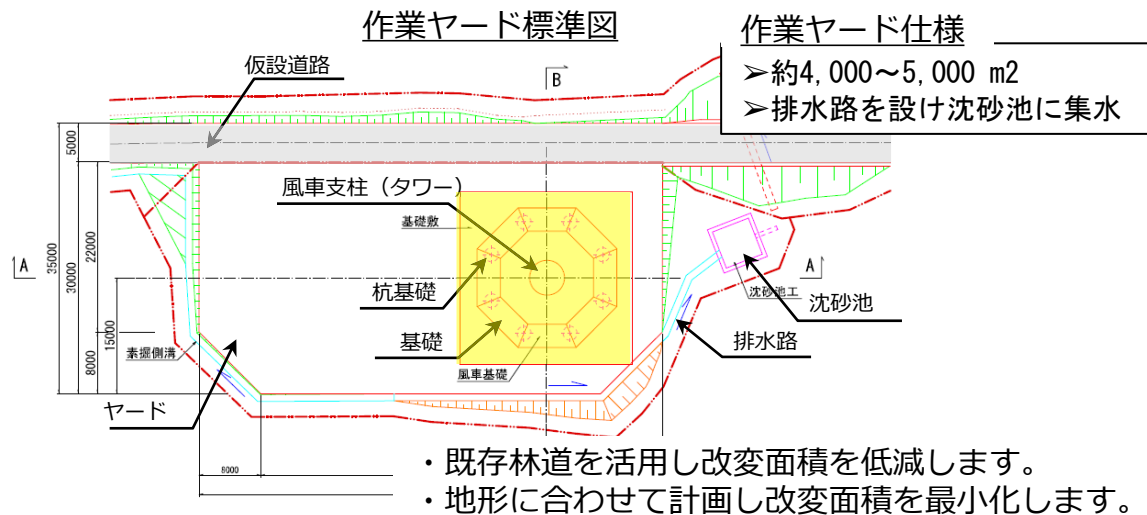 作業ヤード標準図
作業ヤード仕様
➢約4,000～5,000 m2
➢排水路を設け沈砂池に集水
仮設道路
B
5000
風車支柱（タワー）
基礎敷
A
35000
30000
22000
15000
8000
杭基礎
基礎
風車基礎
素掘側溝
ヤード
A
沈砂池工
沈砂池
排水路
8000
・既存林道を活用し改変面積を低減します。
・地形に合わせて計画し改変面積を最小化します。